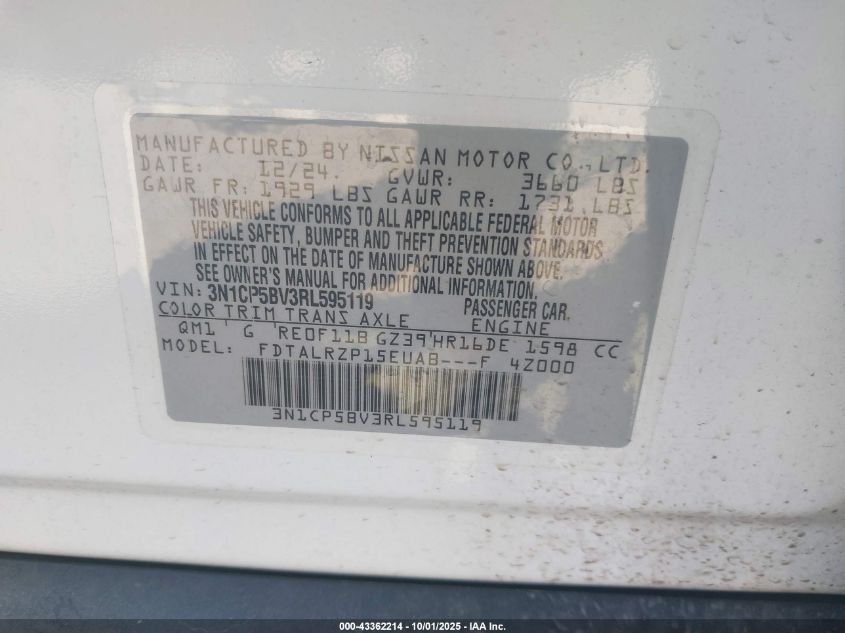 MANUFACTURED BY NISSAN MOTOR CO., LTD.
DATE: 12/24. GVWR: 3660 LBS
GAWR FR: 1929 LBS GAWR RR: 1731 LBS
THIS VEHICLE CONFORMS TO ALL APPLICABLE FEDERAL MOTOR
VEHICLE SAFETY, BUMPER AND THEFT PREVENTION STANDARDS
IN EFFECT ON THE DATE OF MANUFACTURE SHOWN ABOVE.
SEE OWNER'S MANUAL FOR ADDITIONAL INFORMATION.
VIN: 3N1CP5BV3RL595119 PASSENGER CAR
COLOR TRIM TRANS AXLE ENGINE
QM1 G RE0F11B GZ39 HR16DE 1598 CC
MODEL: FDTALRZP15EUAB---F 4Z000
3N1CP5BV3RL595119
000-43362214 - 10/01/2025 - IAA Inc.